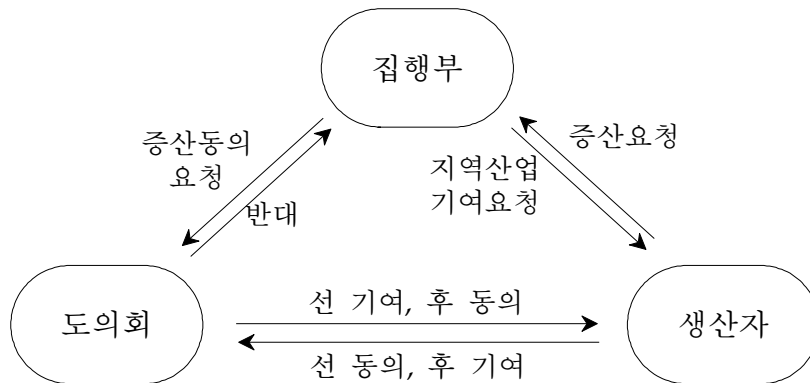 집행부
증산동의
요청
반대
증산요청
지역산업
기여요청
도의회
선 기여, 후 동의
선 동의, 후 기여
생산자